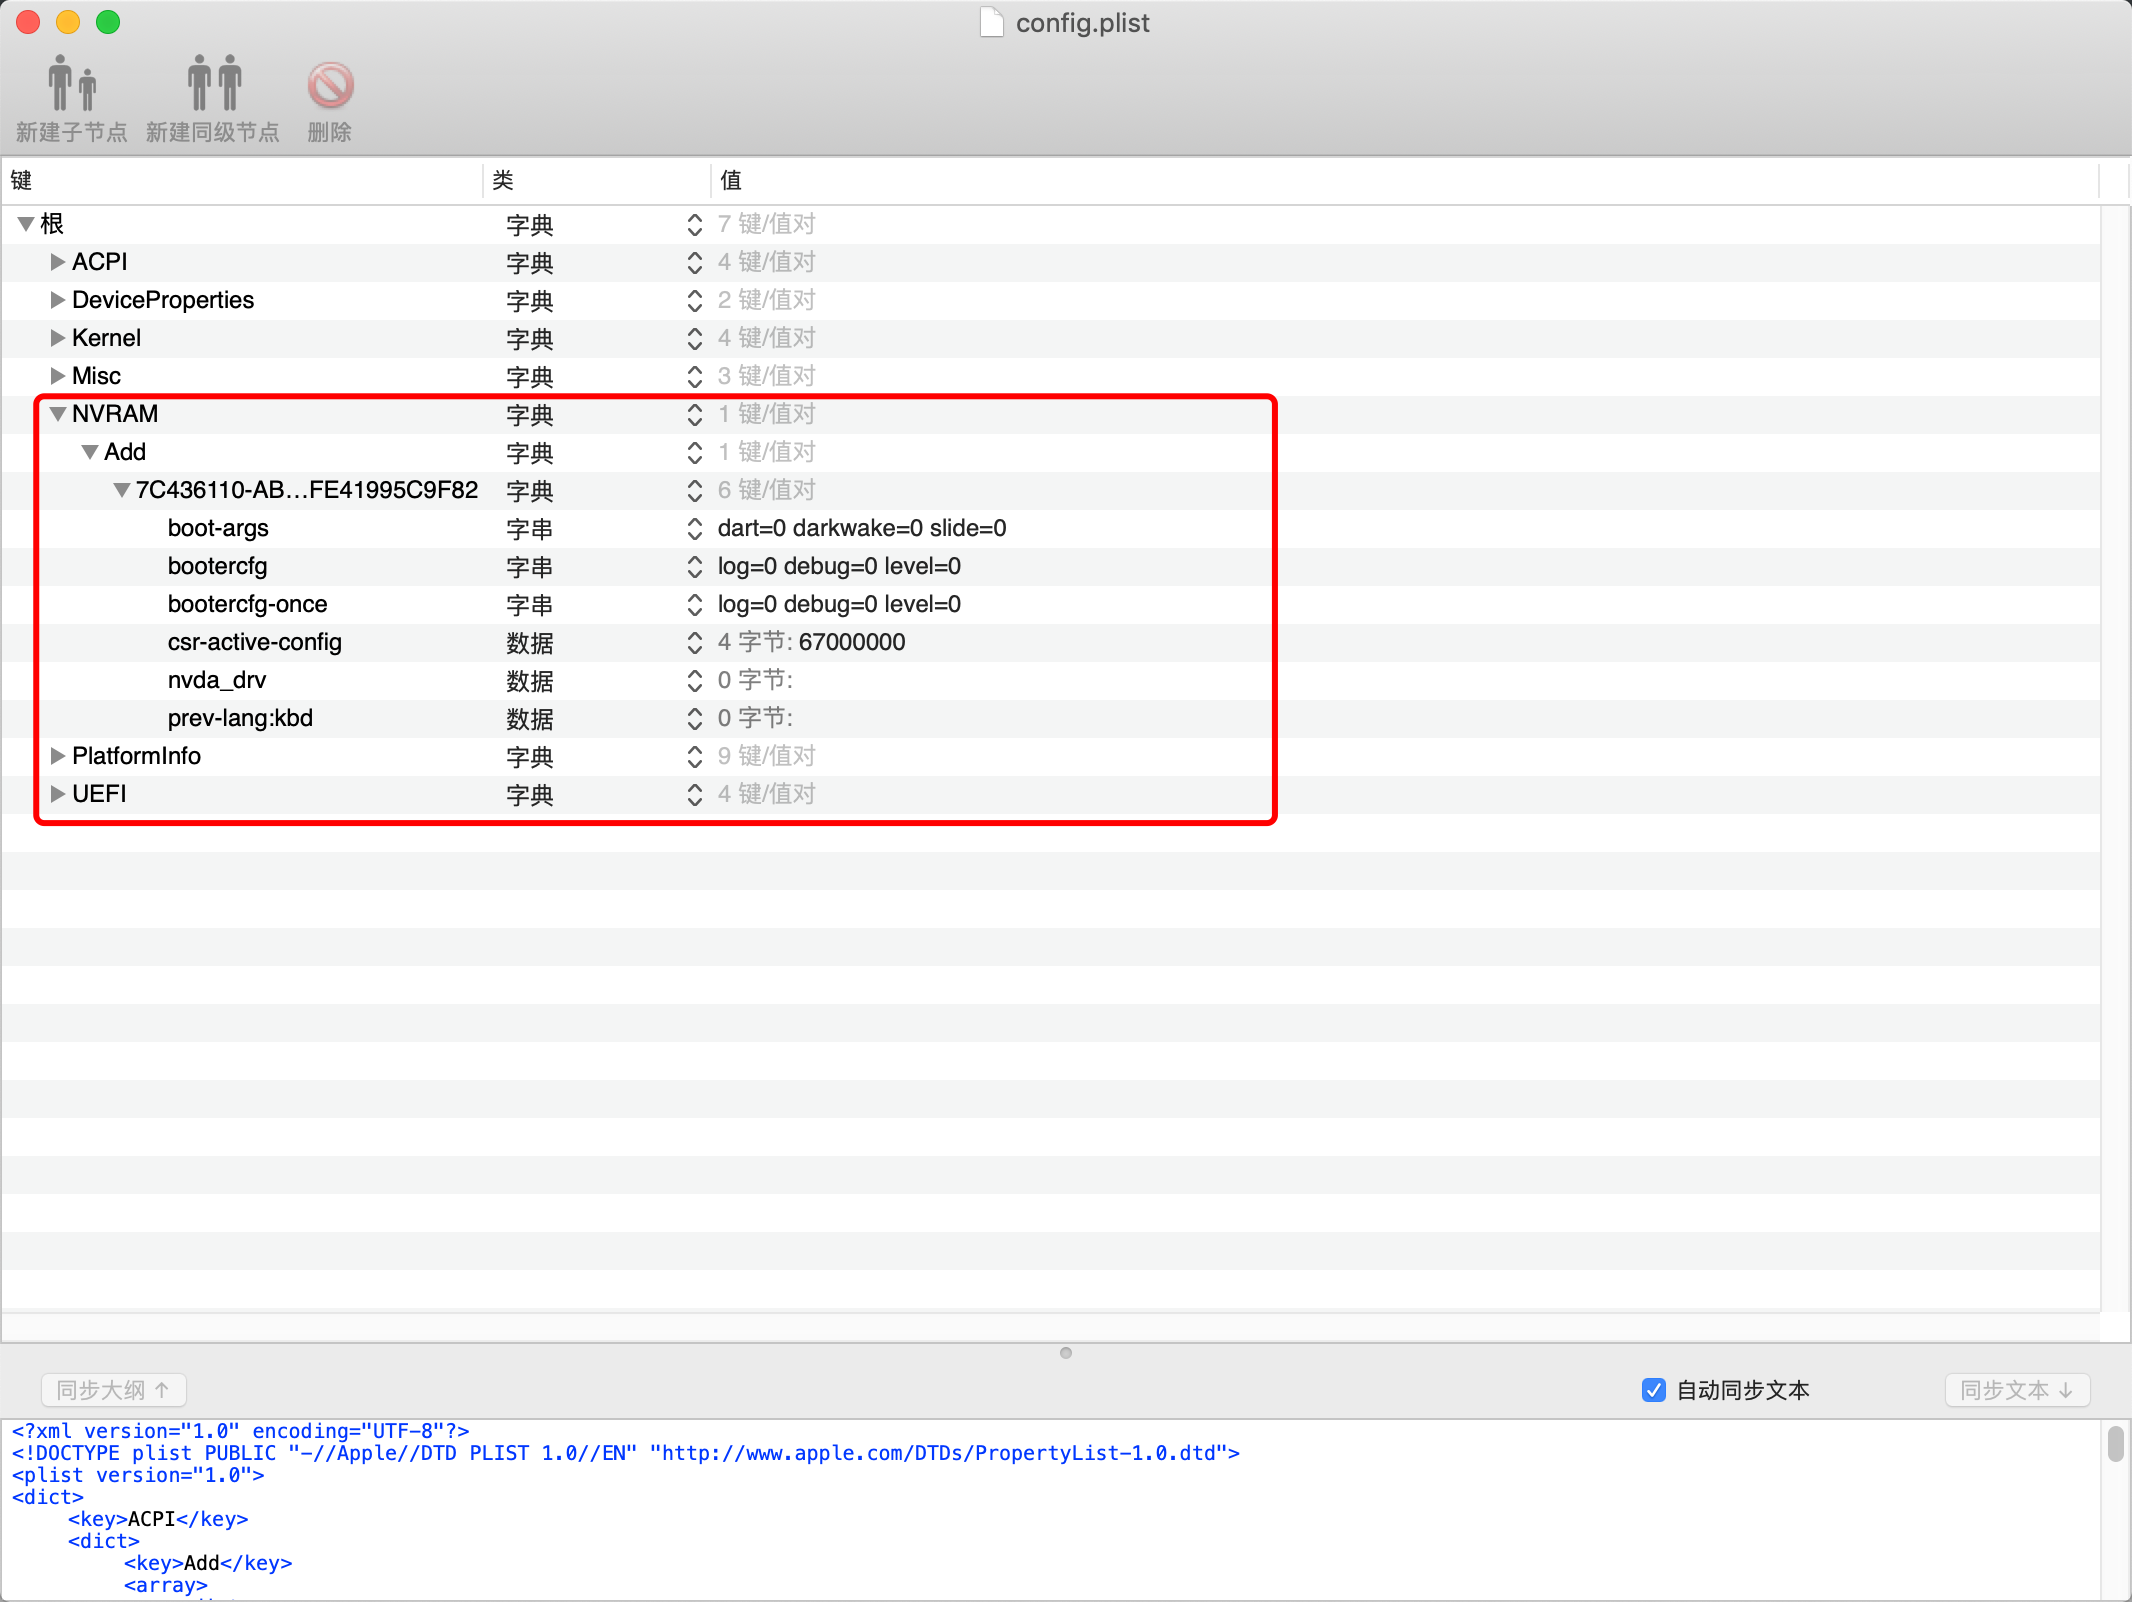 config.plist
新建子节点 新建同级节点 删除
键 类 值
根 字典 7 键/值对
ACPI 字典 4 键/值对
DeviceProperties 字典 2 键/值对
Kernel 字典 4 键/值对
Misc 字典 3 键/值对
NVRAM 字典 1 键/值对
Add 字典 1 键/值对
7C436110-AB...FE41995C9F82 字典 6 键/值对
boot-args 字串 dart=0 darkwake=0 slide=0
bootercfg 字串 log=0 debug=0 level=0
bootercfg-once 字串 log=0 debug=0 level=0
csr-active-config 数据 4 字节: 67000000
nvda_drv 数据 0 字节:
prev-lang:kbd 数据 0 字节:
PlatformInfo 字典 9 键/值对
UEFI 字典 4 键/值对
同步大纲 ↑ 自动同步文本 同步文本 ↓
<?xml version="1.0" encoding="UTF-8"?>
<!DOCTYPE plist PUBLIC "-//Apple//DTD PLIST 1.0//EN" "http://www.apple.com/DTDs/PropertyList-1.0.dtd">
<plist version="1.0">
<dict>
<key>ACPI</key>
<dict>
<key>Add</key>
<array>